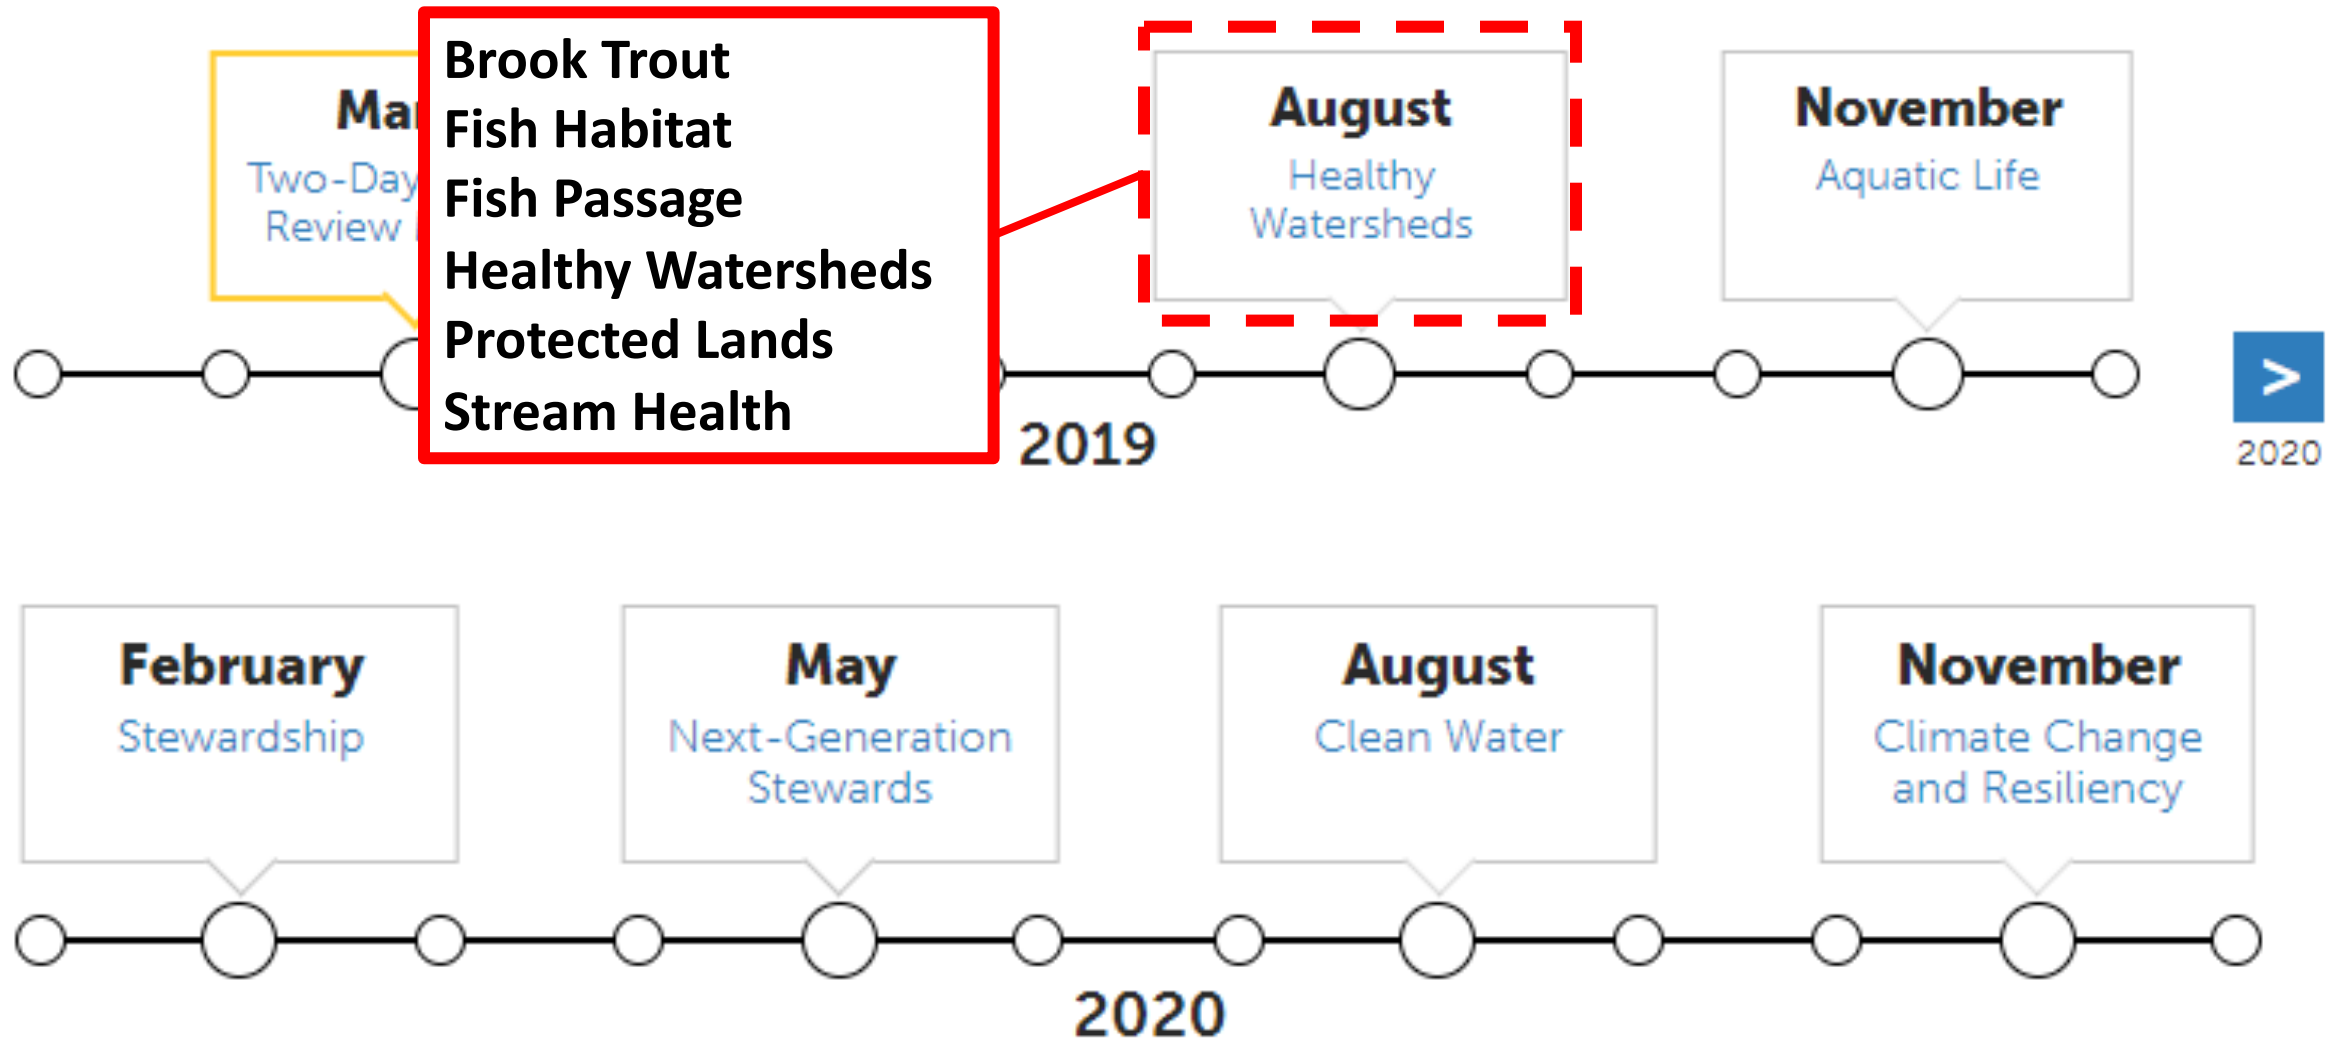 Brook Trout
Fish Habitat
Fish Passage
Healthy Watersheds
Protected Lands
Stream Health
Two-Day
Review
August
Healthy
Watersheds
November
Aquatic Life
2019
>
2020
February
Stewardship
May
Next-Generation
Stewards
August
Clean Water
November
Climate Change
and Resiliency
2020